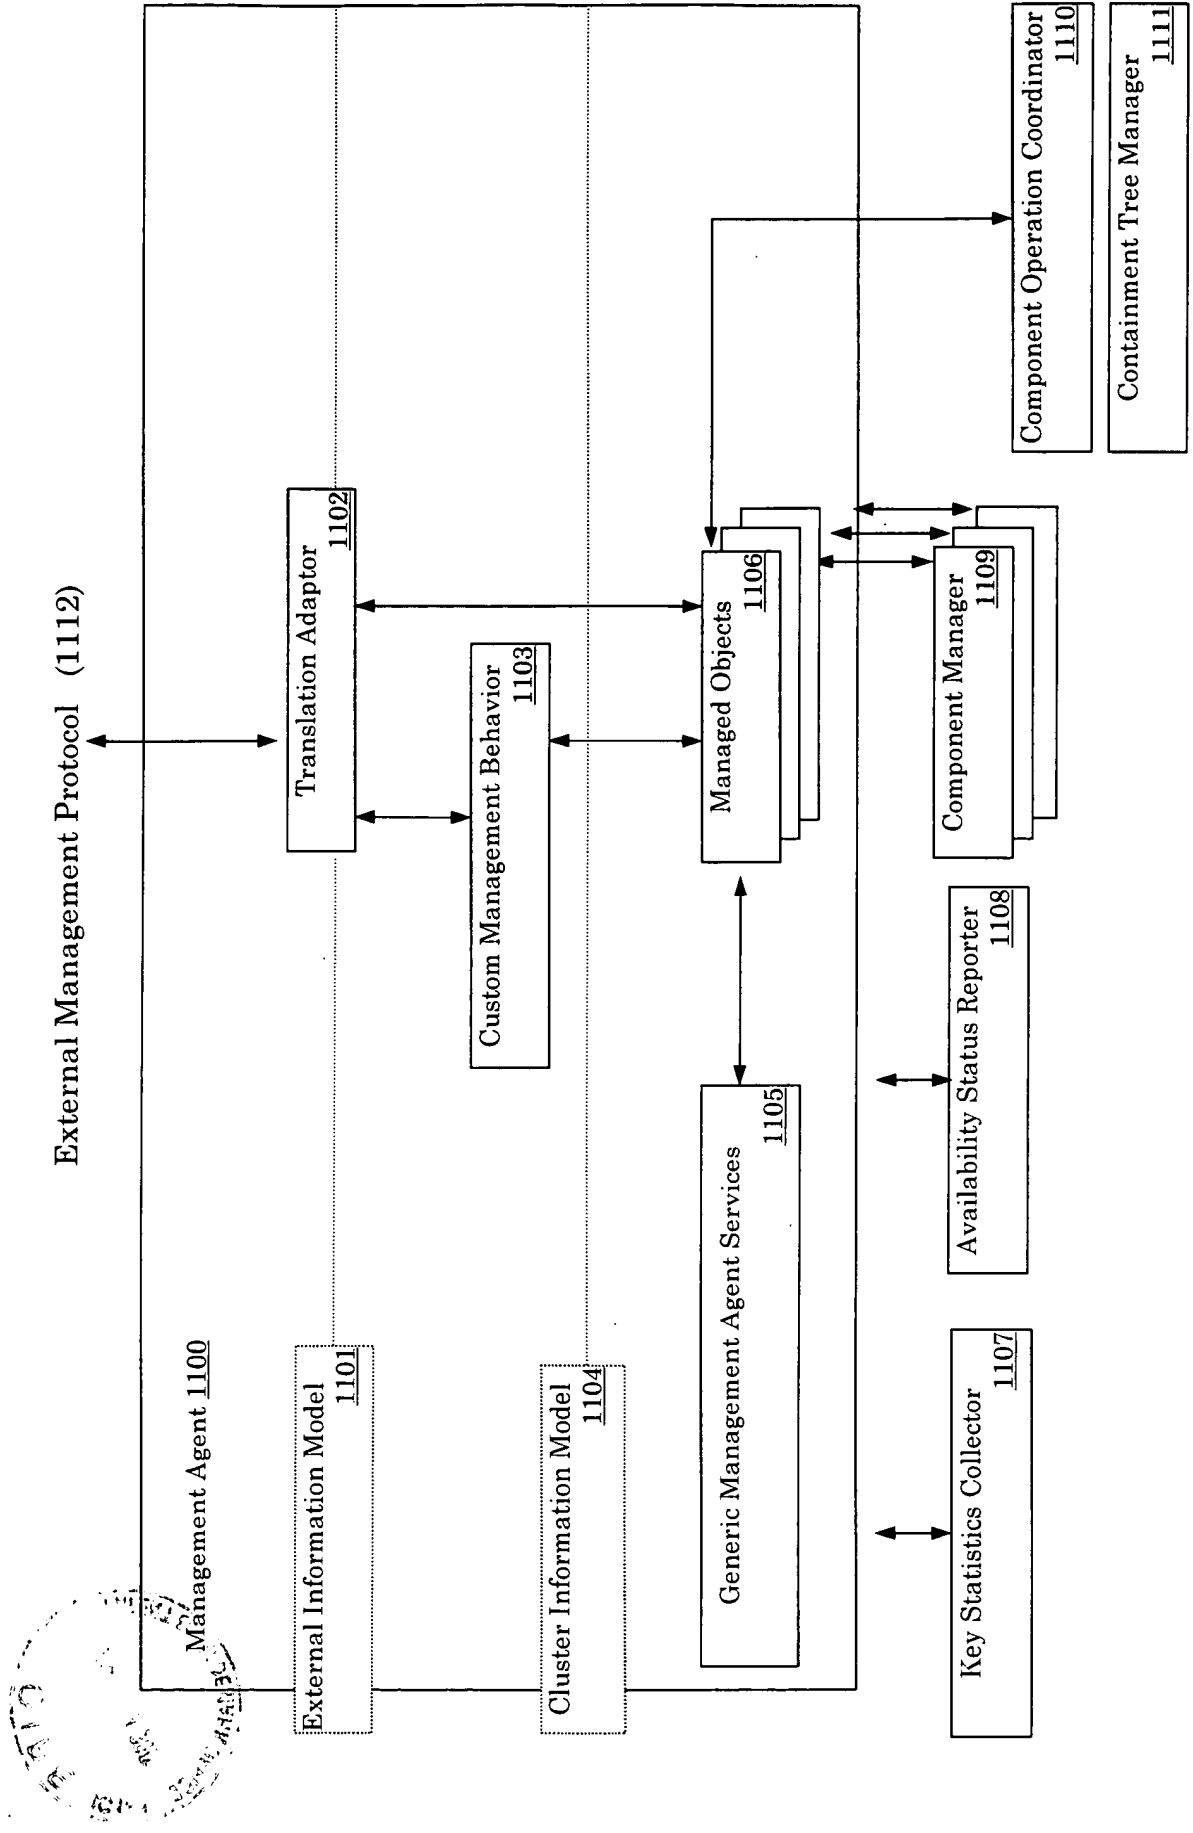 External Management Protocol (1112)
Management Agent 1100
External Information Model
1101
Translation Adaptor
1102
Custom Management Behavior
1103
Cluster Information Model
1104
Generic Management Agent Services
1105
Managed Objects
1106
Key Statistics Collector
1107
Availability Status Reporter
1108
Component Manager
1109
Component Operation Coordinator
1110
Containment Tree Manager
1111